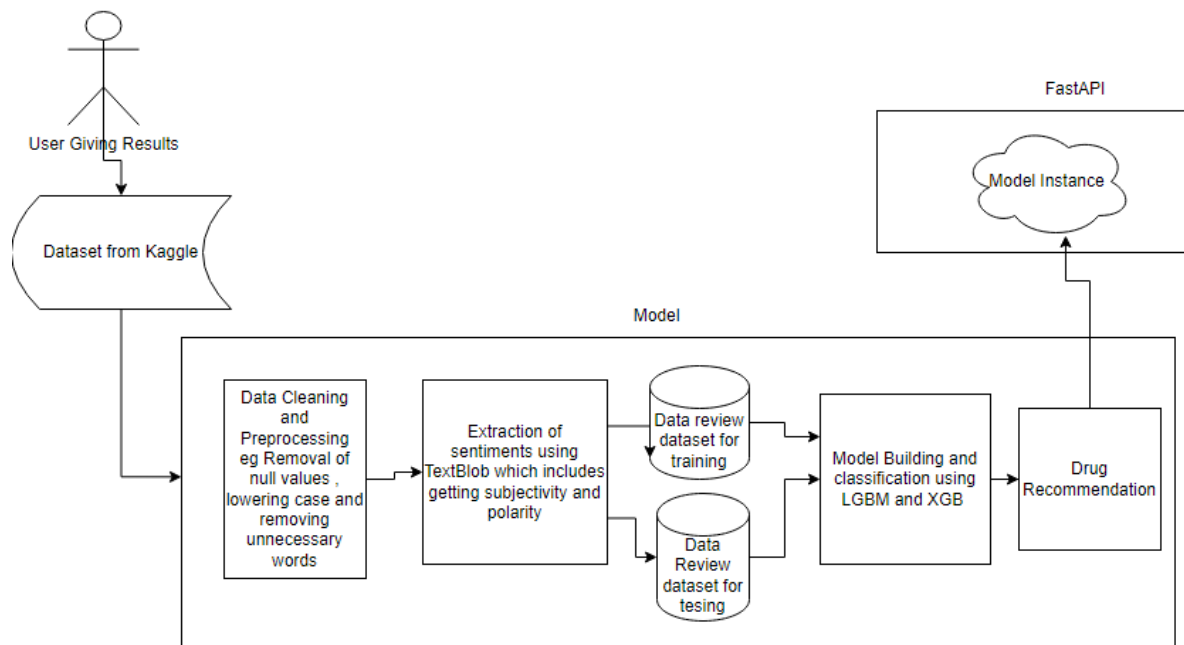 User Giving Results
Dataset from Kaggle
FastAPI
Model Instance
Model
Data Cleaning
and
Preprocessing
eg Removal of
null values ,
lowering case and
removing
unnecessary
words
Extraction of
sentiments using
TextBlob which includes
getting subjectivity and
polarity
Data review
dataset for
training
Data
Review
dataset for
tesing
Model Building and
classification using
LGBM and XGB
Drug
Recommendation